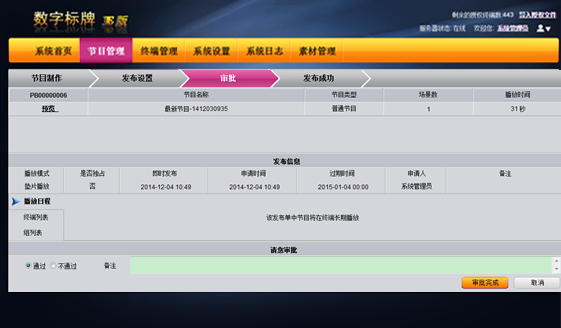 数字标牌 正版
剩余的授权终端数:443 导入授权文件
服务器状态: 在线 欢迎您: 系统管理员
系统首页 节目管理 终端管理 系统设置 系统日志 素材管理
节目制作 发布设置 审批 发布成功
PB00000006 节目名称 节目类型 场景数 播放时间
预览 最新节目-1412030935 普通节目 1 31 秒
发布信息
播放模式 是否独占 即时发布 申请时间 过期时间 申请人 备注
垫片播放 否 2014-12-04 10:49 2014-12-04 10:49 2015-01-04 00:00 系统管理员
播放日程
终端列表 该发布单中节目将在终端长期播放
组列表
请您审批
通过 不通过 备注
审批完成 取消